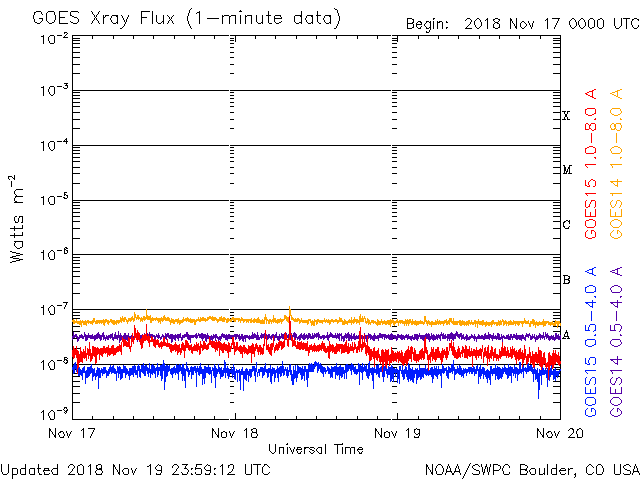 GOES Xray Flux (1-minute data)
Begin: 2018 Nov 17 0000 UTC
Watts m⁻²
10⁻²
10⁻³
10⁻⁴
10⁻⁵
10⁻⁶
10⁻⁷
10⁻⁸
10⁻⁹
X
M
C
B
A
GOES15 1.0-8.0 A
GOES14 1.0-8.0 A
GOES15 0.5-4.0 A
GOES14 0.5-4.0 A
Nov 17 Nov 18 Nov 19 Nov 20
Universal Time
Updated 2018 Nov 19 23:59:12 UTC
NOAA/SWPC Boulder, CO USA